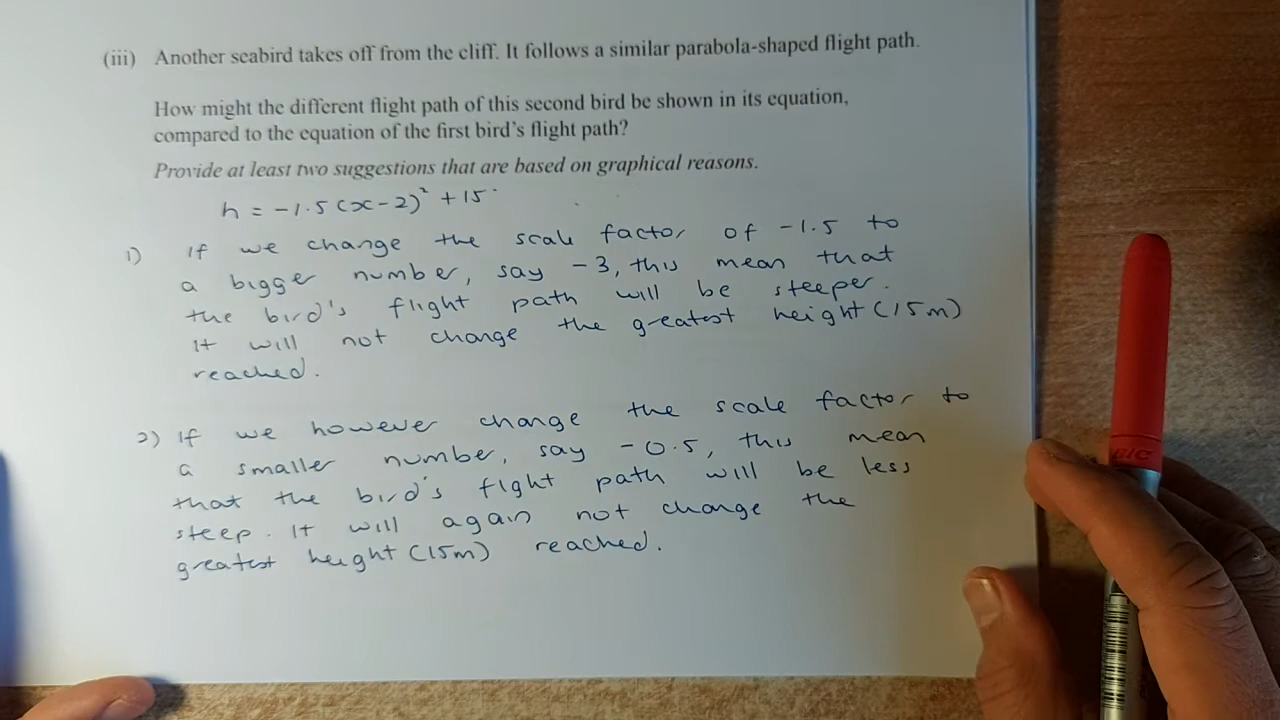 (iii) Another seabird takes off from the cliff. It follows a similar parabola-shaped flight path.
How might the different flight path of this second bird be shown in its equation,
compared to the equation of the first bird's flight path?
Provide at least two suggestions that are based on graphical reasons.
h = -1.5(x-2)² + 15
1) If we change the scale factor of -1.5 to
a bigger number, say -3, this mean that
the bird's flight path will be steeper.
It will not change the greatest height (15m)
reached.
2) If we however change the scale factor to
a smaller number, say -0.5, this mean
that the bird's flght path will be less
steep. It will again not change the
greatest height (15m) reached.
BIC